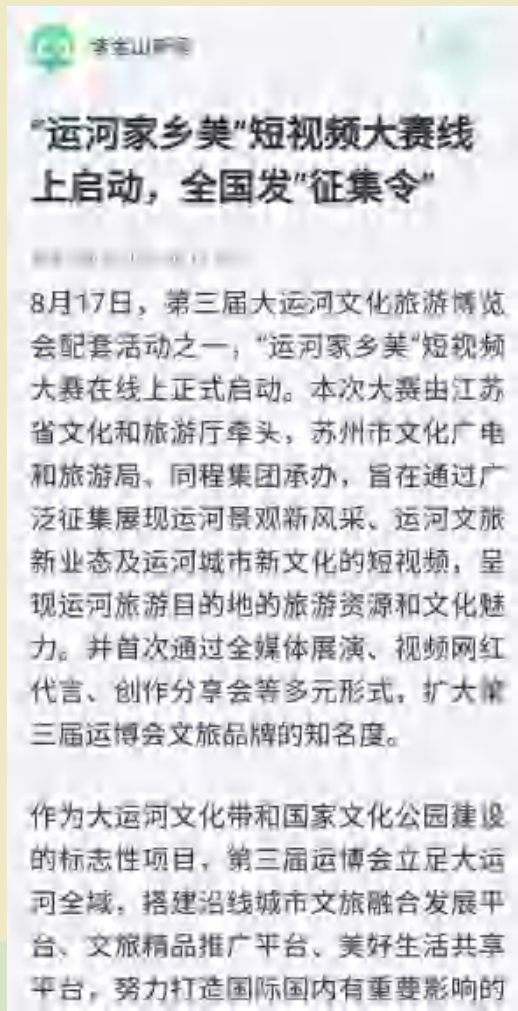 “运河家乡美”短视频大赛线
上启动，全国发“征集令”
8月17日，第三届大运河文化旅游博览
会配套活动之一，“运河家乡美”短视频
大赛在线上正式启动。本次大赛由江苏
省文化和旅游厅牵头，苏州市文化广电
和旅游局、同程集团承办，旨在通过广
泛征集展现运河景观新风采、运河文旅
新业态及运河城市新文化的短视频，呈
现运河旅游目的地的旅游资源和文化魅
力。并首次通过全媒体展演、视频网红
代言、创作分享会等多元形式，扩大第
三届运博会文旅品牌的知名度。
作为大运河文化带和国家文化公园建设
的标志性项目，第三届运博会立足大运
河全域，搭建沿线城市文旅融合发展平
台、文旅精品推广平台、美好生活共享
平台，努力打造国际国内有重要影响的